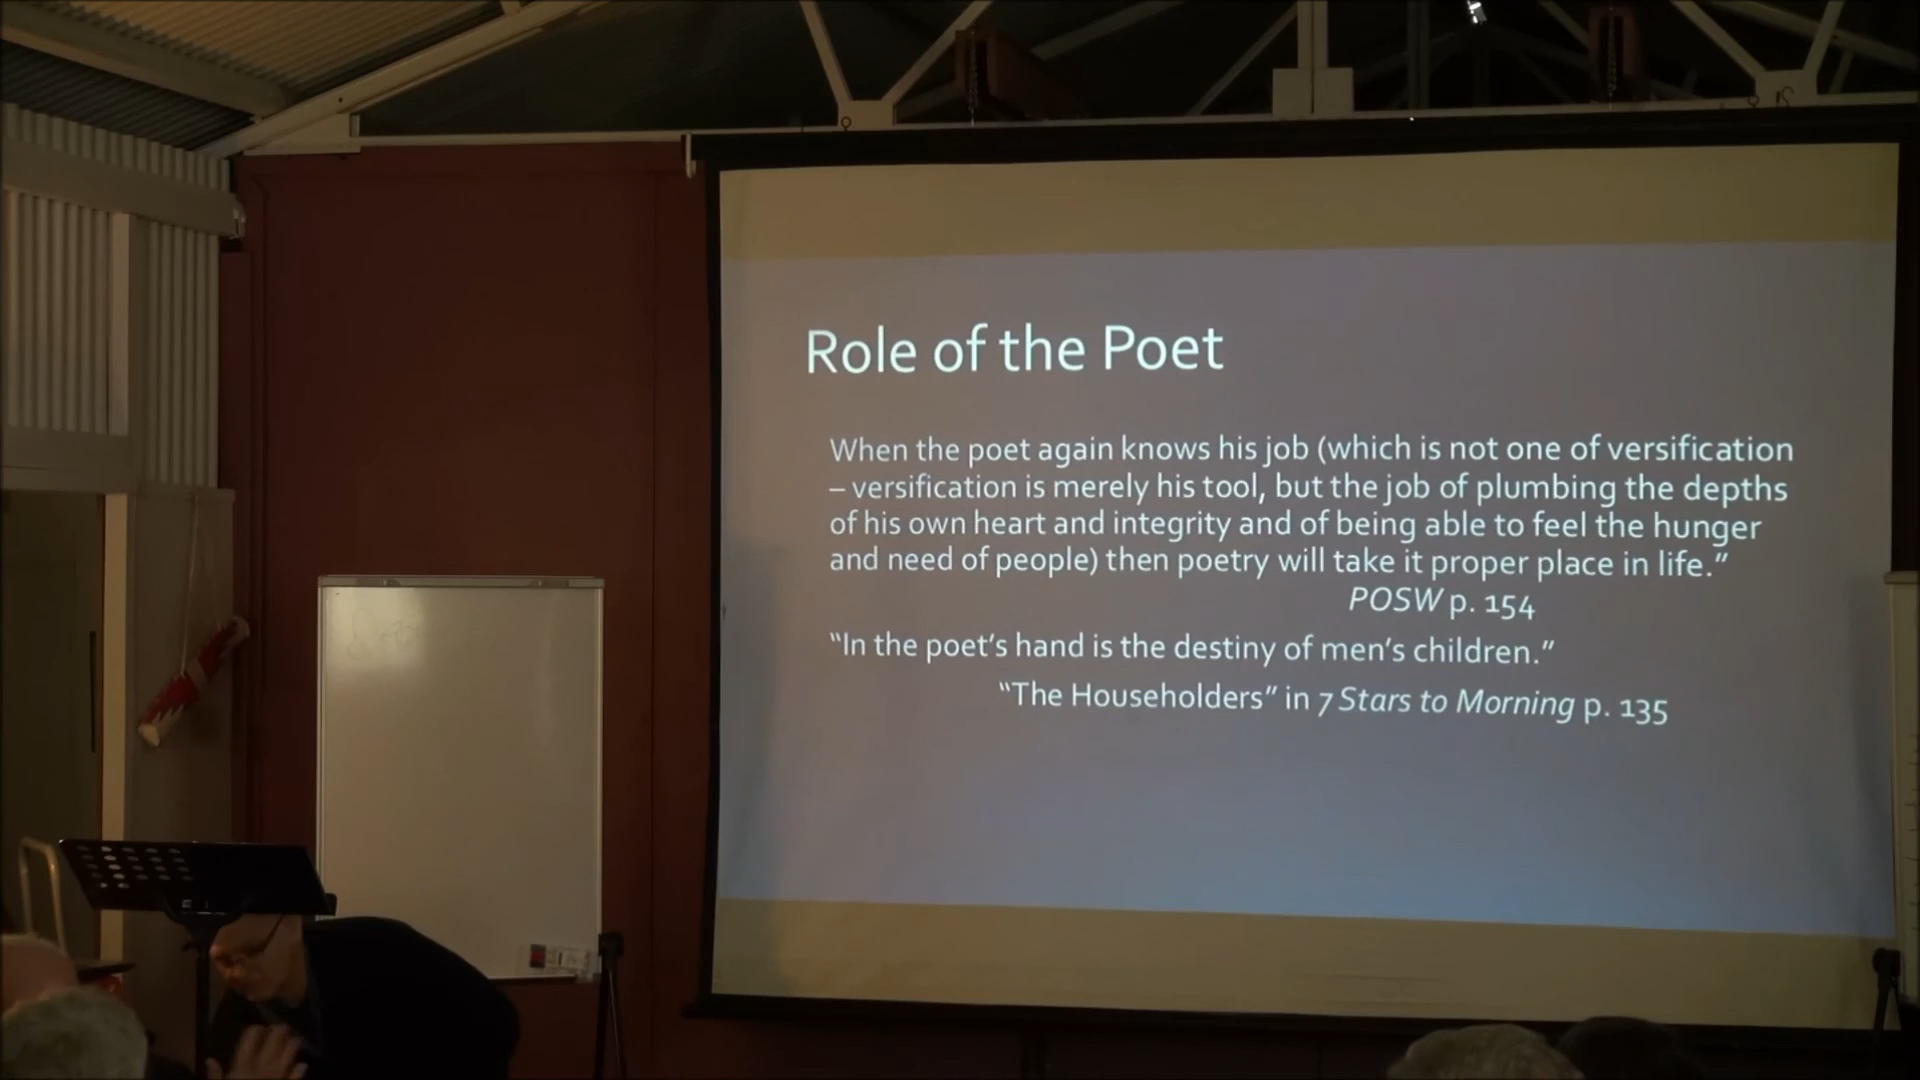 Role of the Poet
When the poet again knows his job (which is not one of versification
– versification is merely his tool, but the job of plumbing the depths
of his own heart and integrity and of being able to feel the hunger
and need of people) then poetry will take it proper place in life.”
POSW p. 154
“In the poet’s hand is the destiny of men’s children.”
“The Householders” in 7 Stars to Morning p. 135